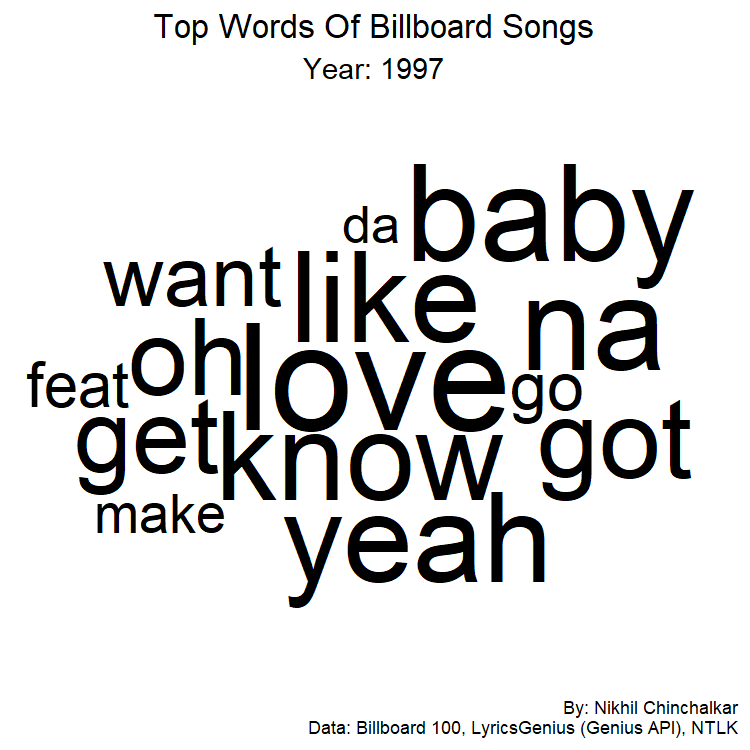 Top Words Of Billboard Songs
Year: 1997
da baby
want like na
feat oh love go
get know got
make yeah
By: Nikhil Chinchalkar
Data: Billboard 100, LyricsGenius (Genius API), NTLK